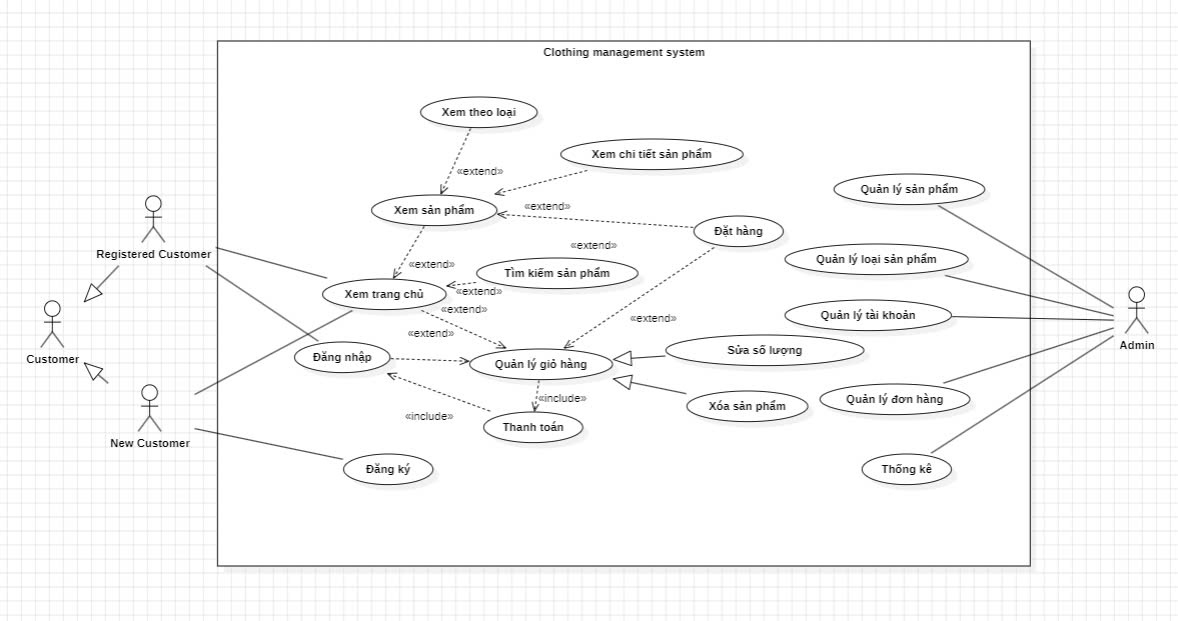 Clothing management system
Xem theo loại
Xem chi tiết sản phẩm
«extend»
Quản lý sản phẩm
Xem sản phẩm
«extend»
Đặt hàng
«extend»
Registered Customer
Quản lý loại sản phẩm
«extend»
Tìm kiếm sản phẩm
«extend»
Xem trang chủ
«extend»
Quản lý tài khoản
«extend»
«extend»
Admin
Customer
Đăng nhập
Sửa số lượng
Quản lý giỏ hàng
«include»
Quản lý đơn hàng
Xóa sản phẩm
«include»
Thanh toán
New Customer
Đăng ký
Thống kê